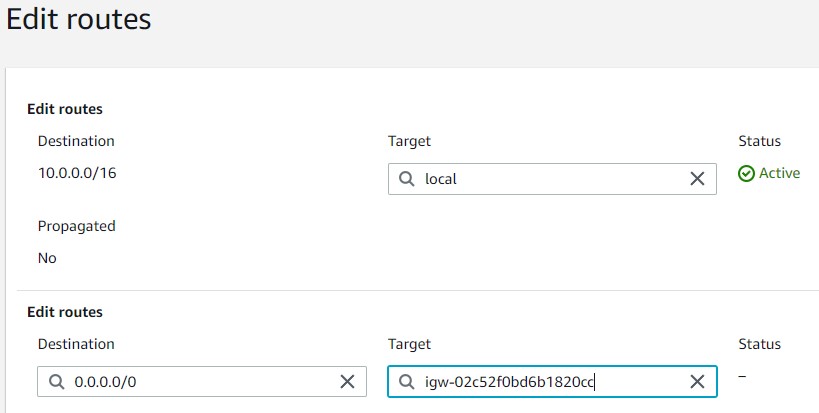 Edit routes
Edit routes
Destination Target Status
10.0.0.0/16 local Active
Propagated
No
Edit routes
Destination Target Status
0.0.0.0/0 igw-02c52f0bd6b1820cc –